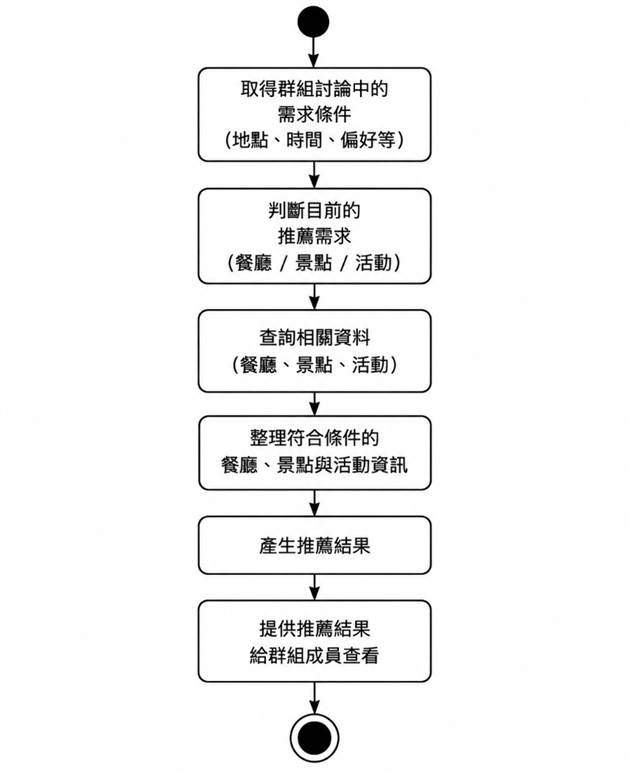 取得群組討論中的
需求條件
（地點、時間、偏好等）
判斷目前的
推薦需求
（餐廳 / 景點 / 活動）
查詢相關資料
（餐廳、景點、活動）
整理符合條件的
餐廳、景點與活動資訊
產生推薦結果
提供推薦結果
給群組成員查看